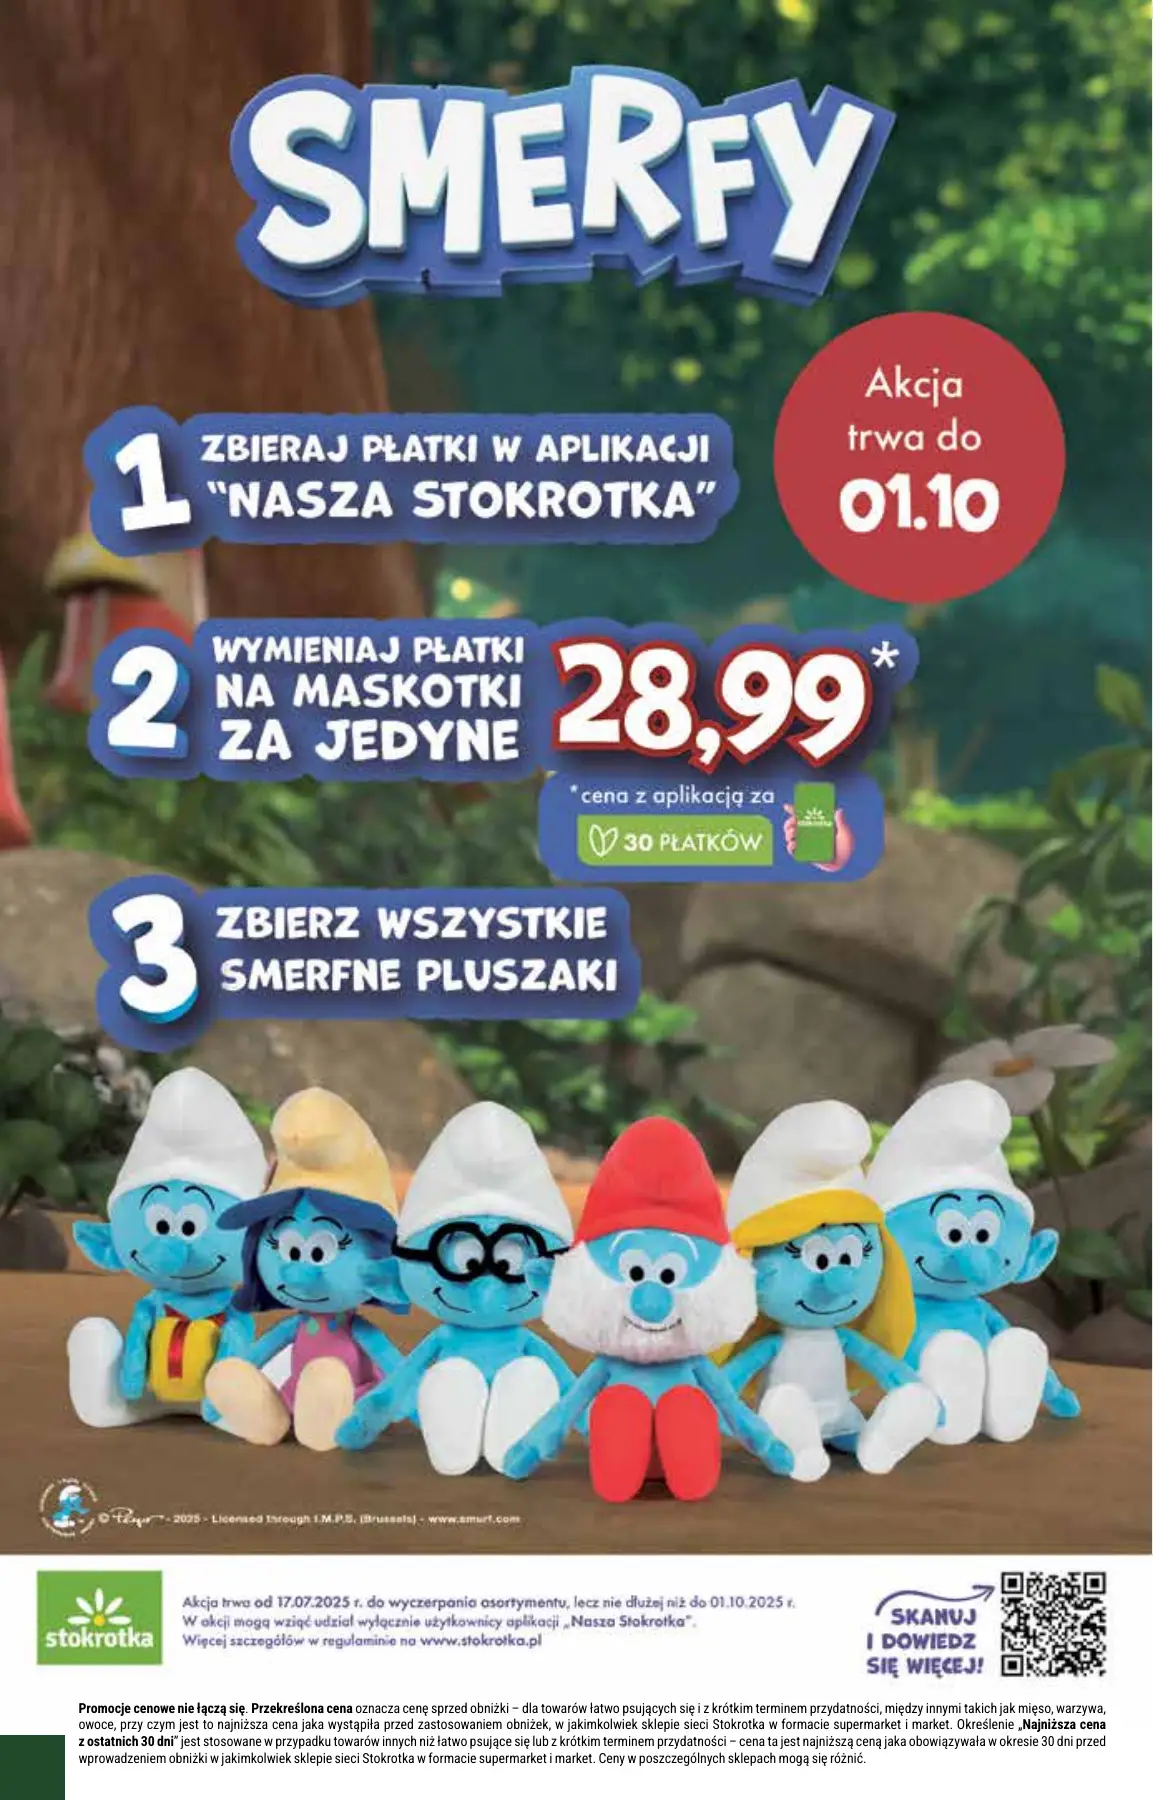 SMERFY
Akcja
trwa do
01.10
1 ZBIERAJ PŁATKI W APLIKACJI
"NASZA STOKROTKA"
2 WYMIENIAJ PŁATKI
NA MASKOTKI
ZA JEDYNE
28,99*
*cena z aplikacją za
stokrotka
30 PŁATKÓW
3 ZBIERZ WSZYSTKIE
SMERFNE PLUSZAKI
© Peyo - 2025 - Licensed through I.M.P.S. (Brussels) - www.smurf.com
stokrotka
Akcja trwa od 17.07.2025 r. do wyczerpania asortymentu, lecz nie dłużej niż do 01.10.2025 r.
W akcji mogą wziąć udział wyłącznie użytkownicy aplikacji „Nasza Stokrotka".
Więcej szczegółów w regulaminie na www.stokrotka.pl
SKANUJ
I DOWIEDZ
SIĘ WIĘCEJ!
Promocje cenowe nie łączą się. Przekreślona cena oznacza cenę sprzed obniżki – dla towarów łatwo psujących się i z krótkim terminem przydatności, między innymi takich jak mięso, warzywa,
owoce, przy czym jest to najniższa cena jaka wystąpiła przed zastosowaniem obniżek, w jakimkolwiek sklepie sieci Stokrotka w formacie supermarket i market. Określenie „Najniższa cena
z ostatnich 30 dni" jest stosowane w przypadku towarów innych niż łatwo psujące się lub z krótkim terminem przydatności – cena ta jest najniższą ceną jaka obowiązywała w okresie 30 dni przed
wprowadzeniem obniżki w jakimkolwiek sklepie sieci Stokrotka w formacie supermarket i market. Ceny w poszczególnych sklepach mogą się różnić.